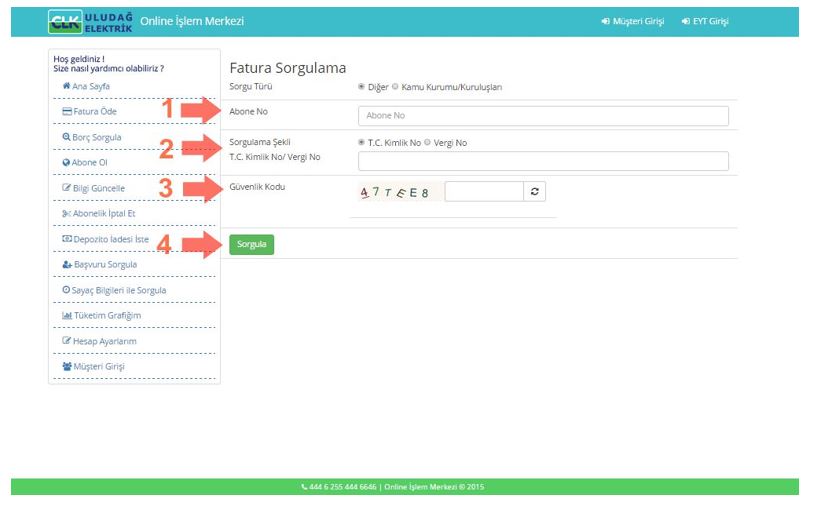 CLK ULUDAĞ ELEKTRİK Online İşlem Merkezi
Müşteri Girişi EYT Girişi
Hoş geldiniz !
Size nasıl yardımcı olabiliriz ?
Ana Sayfa
Fatura Öde
Borç Sorgula
Abone Ol
Bilgi Güncelle
Abonelik İptal Et
Depozito İadesi İste
Başvuru Sorgula
Sayaç Bilgileri ile Sorgula
Tüketim Grafiğim
Hesap Ayarlarım
Müşteri Girişi
Fatura Sorgulama
Sorgu Türü Diğer Kamu Kurumu/Kuruluşları
1 Abone No Abone No
2 Sorgulama Şekli T.C. Kimlik No Vergi No
T.C. Kimlik No/ Vergi No
3 Güvenlik Kodu 47TEE8
4 Sorgula
444 6 255 444 6646 | Online İşlem Merkezi © 2015